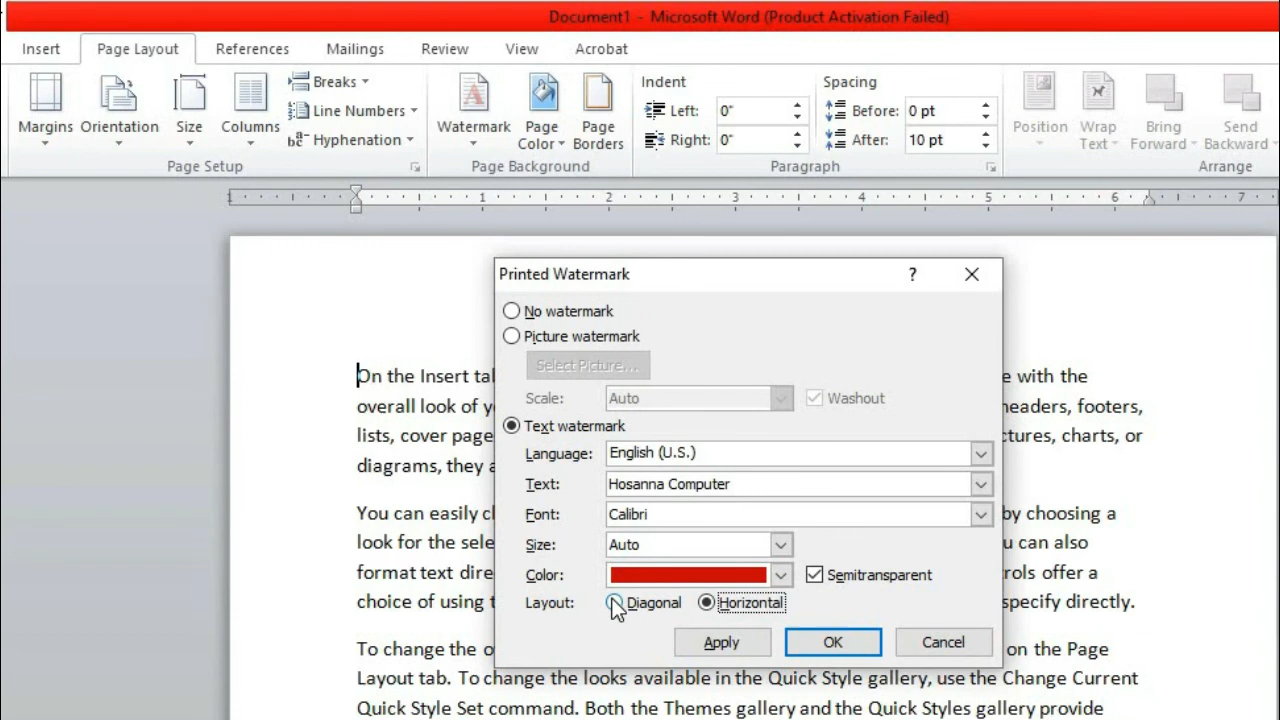 Document1 - Microsoft Word (Product Activation Failed)
Insert Page Layout References Mailings Review View Acrobat
Margins Orientation Size Columns Breaks Line Numbers Hyphenation
Page Setup
Watermark Page Color Page Borders
Page Background
Indent Spacing
Left: 0" Before: 0 pt
Right: 0" After: 10 pt
Paragraph
Position Wrap Text Bring Forward Send Backward
Arrange
1 1 2 3 4 5 6 7
Printed Watermark ?
No watermark
Picture watermark
Select Picture...
Scale: Auto Washout
Text watermark
Language: English (U.S.)
Text: Hosanna Computer
Font: Calibri
Size: Auto
Color: Semitransparent
Layout: Diagonal Horizontal
Apply OK Cancel
On the Insert e with the
overall look of headers, footers,
lists, cover page ctures, charts, or
diagrams, they
You can easily by choosing a
look for the u can also
format text rols offer a
choice of using specify directly.
To change the on the Page
Layout tab. To change the looks available in the Quick Style gallery, use the Change Current
Quick Style Set command. Both the Themes gallery and the Quick Styles gallery provide